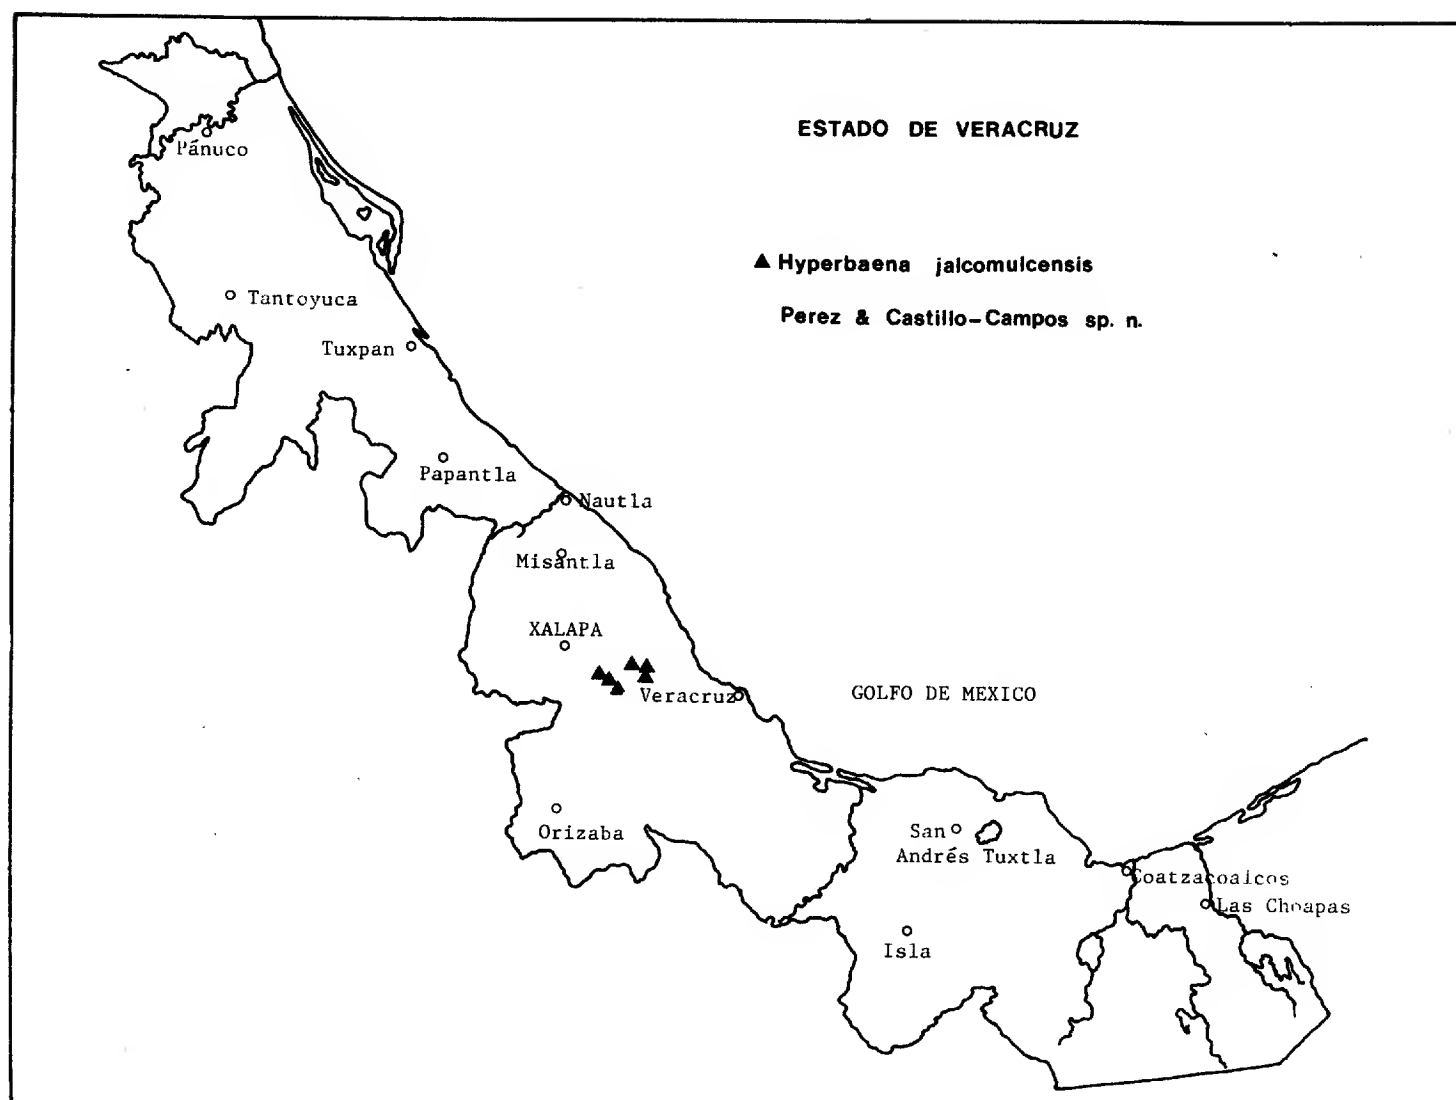 ESTADO DE VERACRUZ
▲ Hyperbaena jalcomulcensis
Perez & Castillo-Campos sp. n.
Pánuco
Tantoyuca
Tuxpan
Papantla
Nautla
Misantla
XALAPA
Veracruz
GOLFO DE MEXICO
Orizaba
San
Andrés Tuxtla
Coatzacoalcos
Las Choapas
Isla